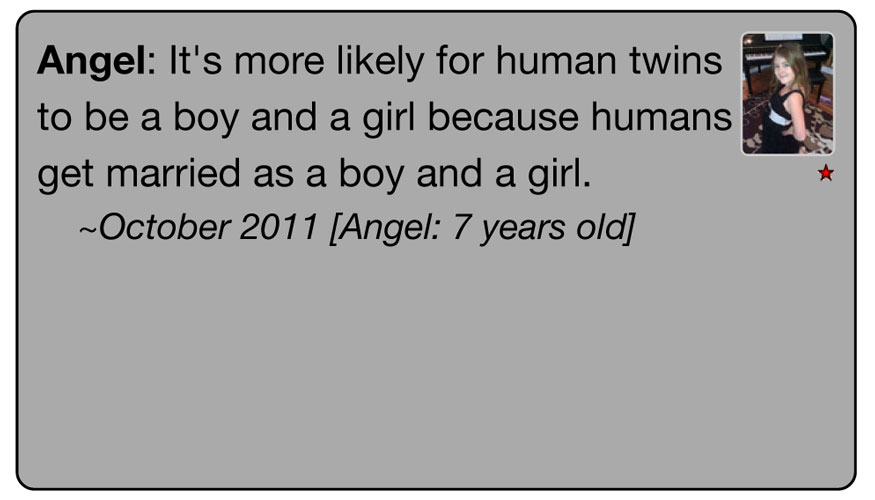 Angel: It's more likely for human twins
to be a boy and a girl because humans
get married as a boy and a girl.
~October 2011 [Angel: 7 years old]